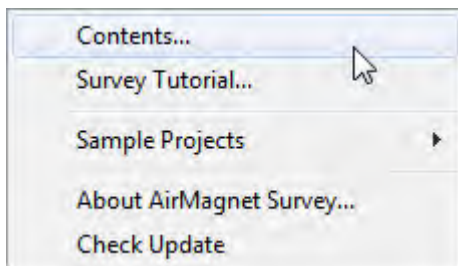 Contents...
Survey Tutorial...
Sample Projects
About AirMagnet Survey...
Check Update